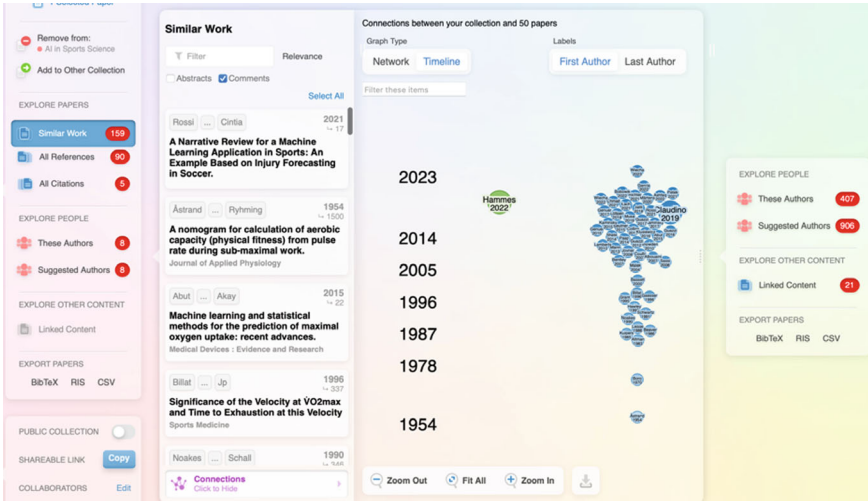 1 Selected Paper
Remove from:
AI in Sports Science
Add to Other Collection
EXPLORE PAPERS
Similar Work 159
All References 90
All Citations 5
EXPLORE PEOPLE
These Authors 8
Suggested Authors 8
EXPLORE OTHER CONTENT
Linked Content
EXPORT PAPERS
BibTeX RIS CSV
PUBLIC COLLECTION
SHAREABLE LINK Copy
COLLABORATORS Edit
Similar Work
Filter Relevance
Abstracts Comments
Select All
Rossi ... Cintia 2021
17
A Narrative Review for a Machine
Learning Application in Sports: An
Example Based on Injury Forecasting
in Soccer.
Åstrand ... Ryhming 1954
1500
A nomogram for calculation of aerobic
capacity (physical fitness) from pulse
rate during sub-maximal work.
Journal of Applied Physiology
Abut ... Akay 2015
22
Machine learning and statistical
methods for the prediction of maximal
oxygen uptake: recent advances.
Medical Devices : Evidence and Research
Billat ... Jp 1996
337
Significance of the Velocity at V̇O2max
and Time to Exhaustion at this Velocity
Sports Medicine
Noakes ... Schall 1990
346
Connections
Click to Hide
Connections between your collection and 50 papers
Graph Type Labels
Network Timeline First Author Last Author
Filter these items
2023
Hammes
2022
Claudino
2019
2014
2005
1996
1987
1978
1954
Zoom Out Fit All Zoom In
EXPLORE PEOPLE
These Authors 407
Suggested Authors 906
EXPLORE OTHER CONTENT
Linked Content 21
EXPORT PAPERS
BibTeX RIS CSV